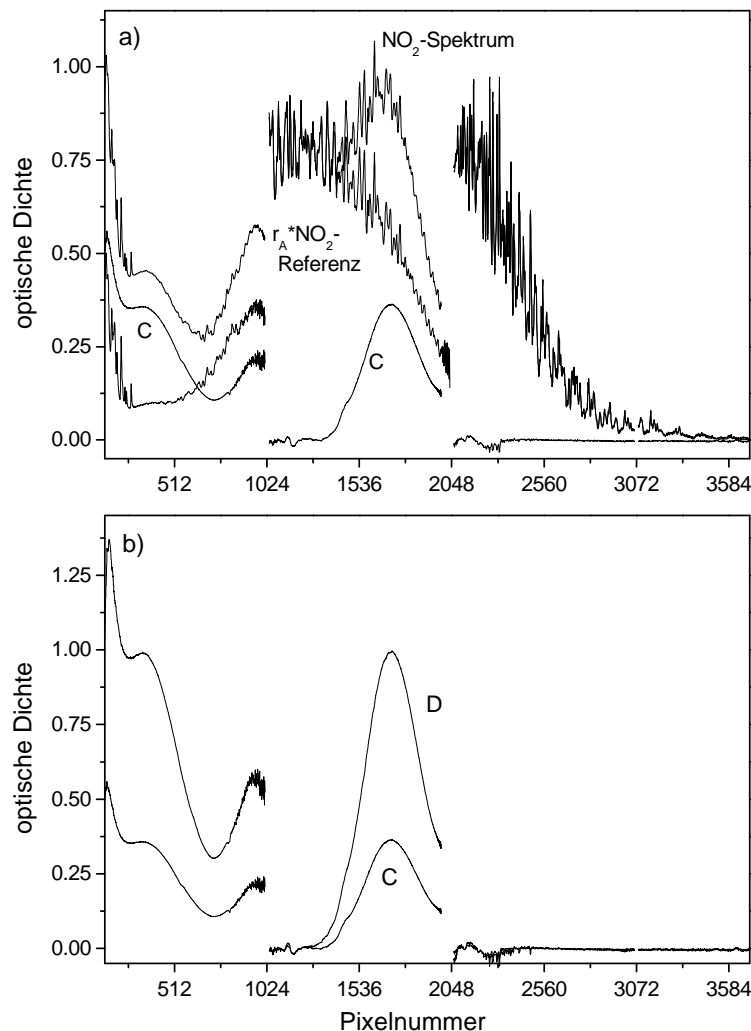 a)
NO₂-Spektrum
r_A*NO₂-
Referenz
C
C
1.00
0.75
0.50
0.25
0.00
optische Dichte
512 1024 1536 2048 2560 3072 3584
b)
D
C
1.25
1.00
0.75
0.50
0.25
0.00
optische Dichte
512 1024 1536 2048 2560 3072 3584
Pixelnummer